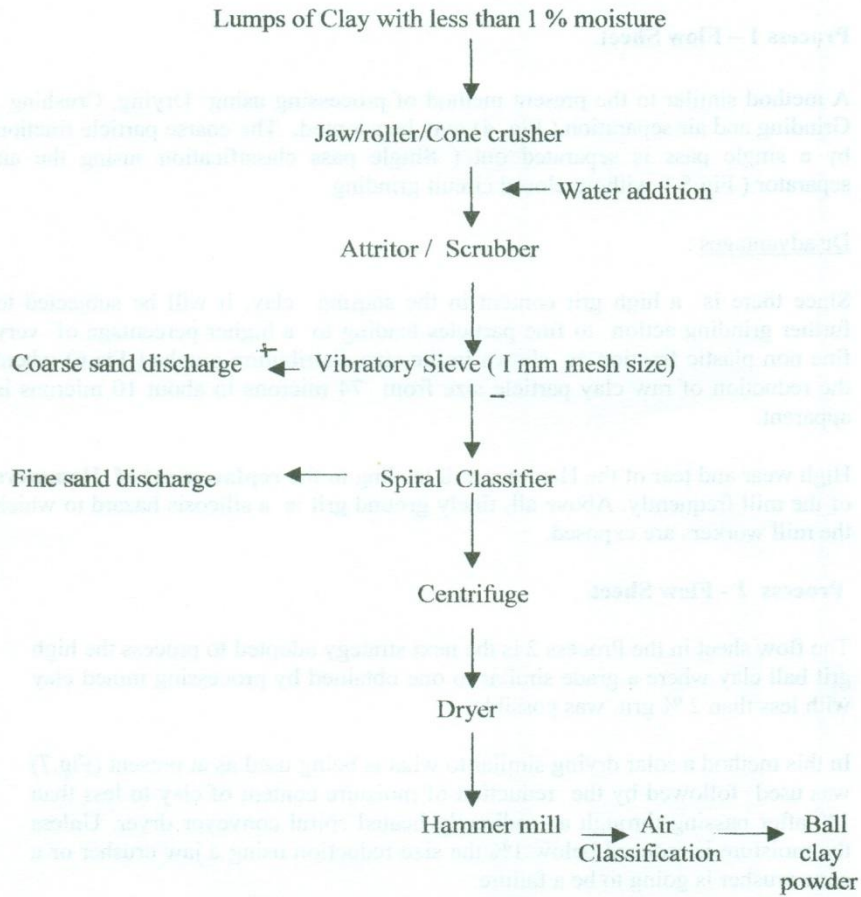 Lumps of Clay with less than 1 % moisture
Jaw/roller/Cone crusher
Water addition
Attritor / Scrubber
Coarse sand discharge
+
Vibratory Sieve ( 1 mm mesh size)
–
Fine sand discharge
Spiral Classifier
Centrifuge
Dryer
Hammer mill
Air
Classification
Ball
clay
powder